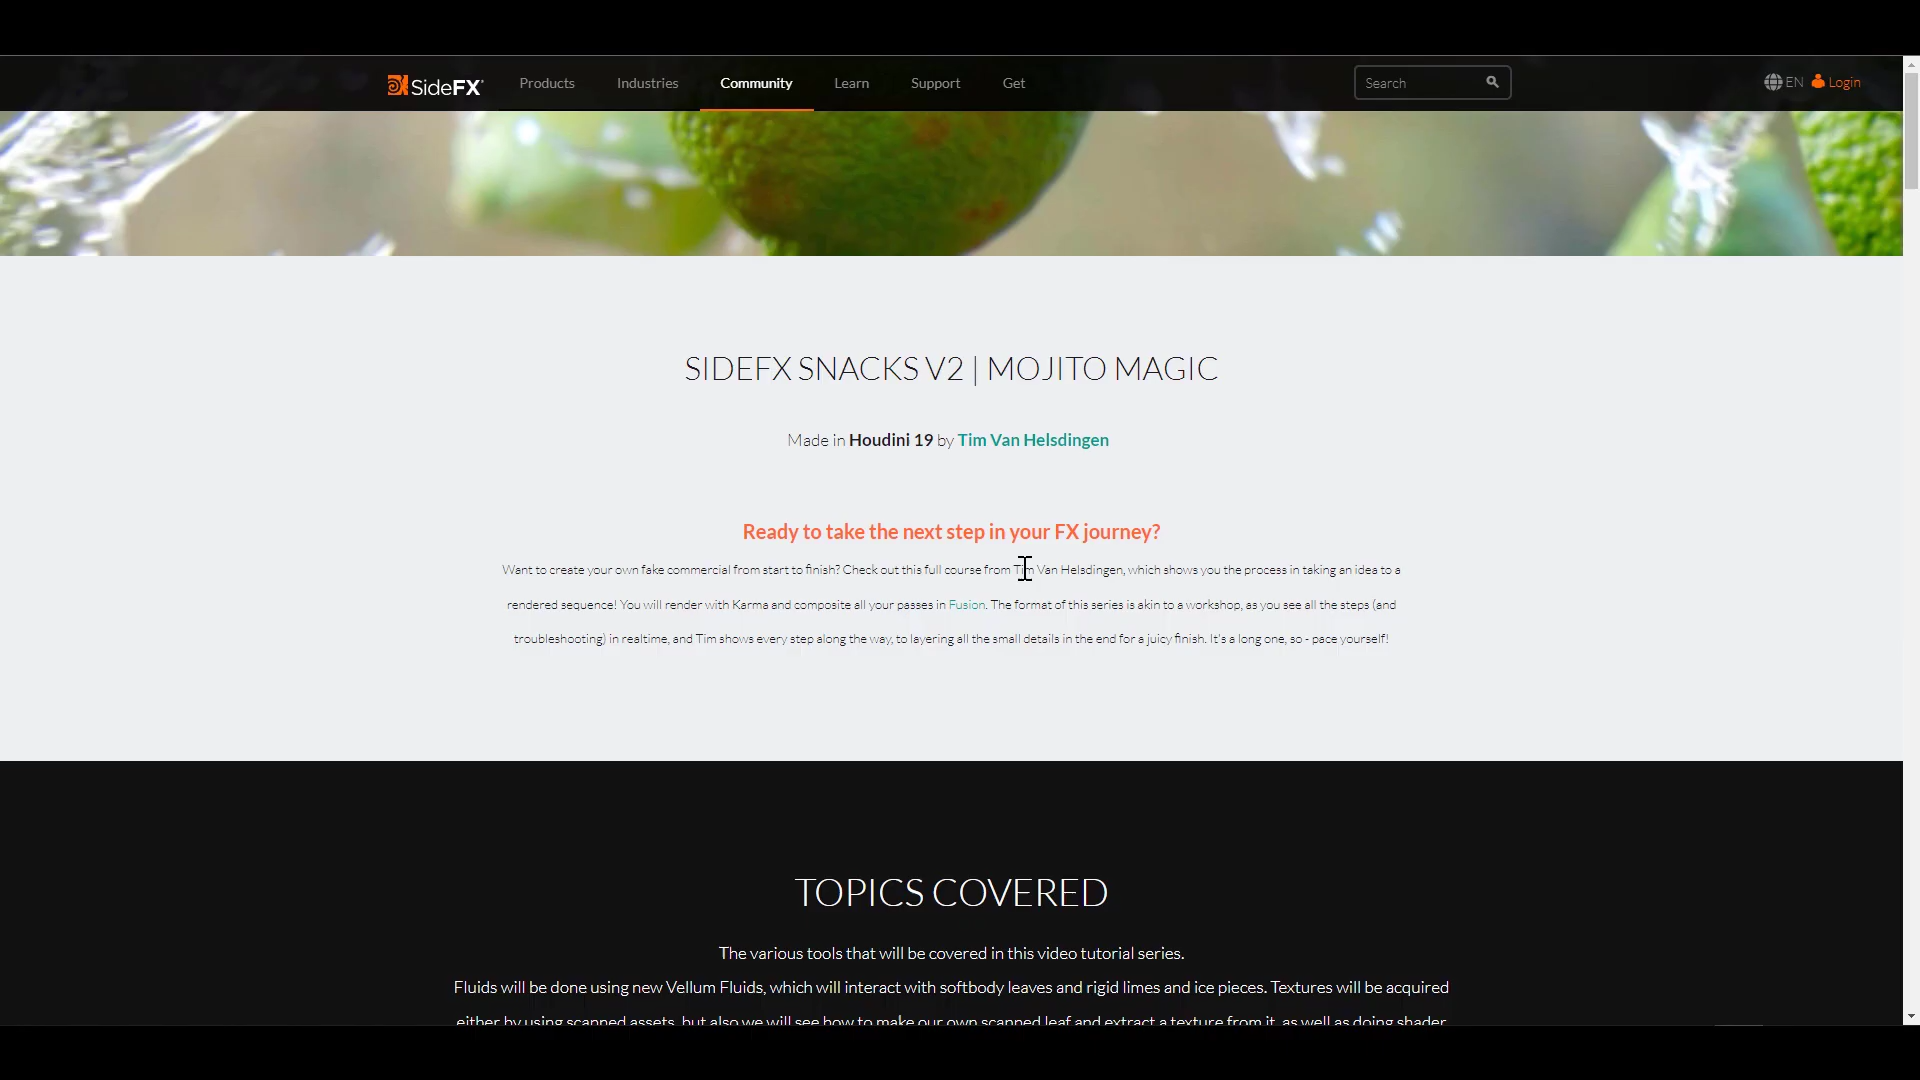 SideFX Products Industries Community Learn Support Get Search EN Login
SIDEFX SNACKS V2 | MOJITO MAGIC
Made in Houdini 19 by Tim Van Helsdingen
Ready to take the next step in your FX journey?
Want to create your own fake commercial from start to finish? Check out this full course from Tim Van Helsdingen, which shows you the process in taking an idea to a
rendered sequence! You will render with Karma and composite all your passes in Fusion. The format of this series is akin to a workshop, as you see all the steps (and
troubleshooting) in realtime, and Tim shows every step along the way, to layering all the small details in the end for a juicy finish. It's a long one, so - pace yourself!
TOPICS COVERED
The various tools that will be covered in this video tutorial series.
Fluids will be done using new Vellum Fluids, which will interact with softbody leaves and rigid limes and ice pieces. Textures will be acquired
either by using scanned assets, but also we will see how to make our own scanned leaf and extract a texture from it, as well as doing shader